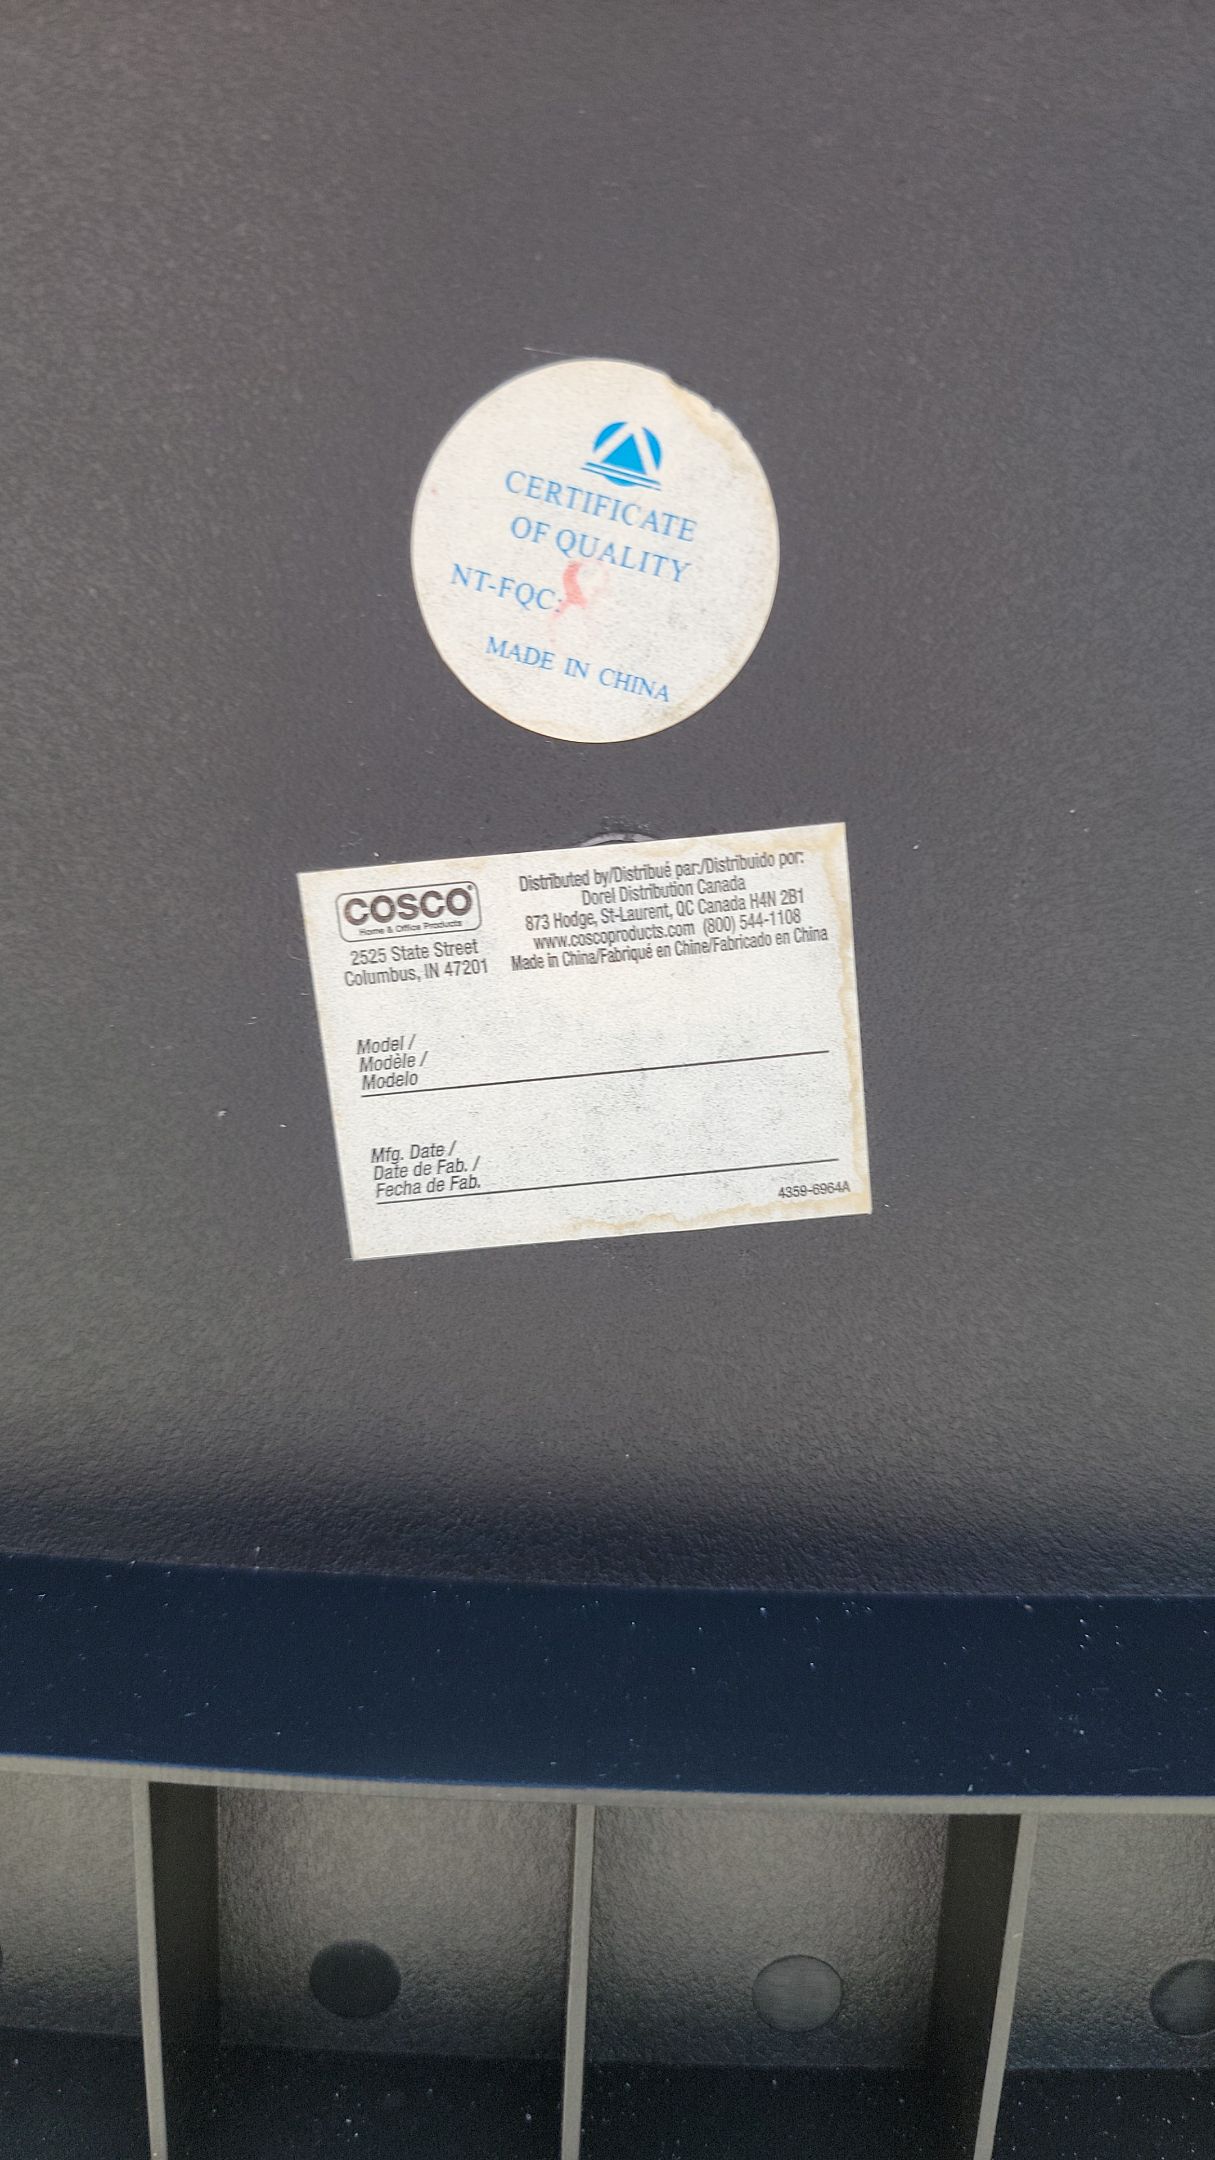 CERTIFICATE
OF QUALITY
NT-FQC:
MADE IN CHINA
COSCO®
Home & Office Products
2525 State Street
Columbus, IN 47201
Distributed by/Distribué par:/Distribuido por:
Dorel Distribution Canada
873 Hodge, St-Laurent, QC Canada H4N 2B1
www.coscoproducts.com (800) 544-1108
Made in China/Fabriqué en Chine/Fabricado en China
Model /
Modèle /
Modelo
Mfg. Date /
Date de Fab. /
Fecha de Fab.
4359-6964A